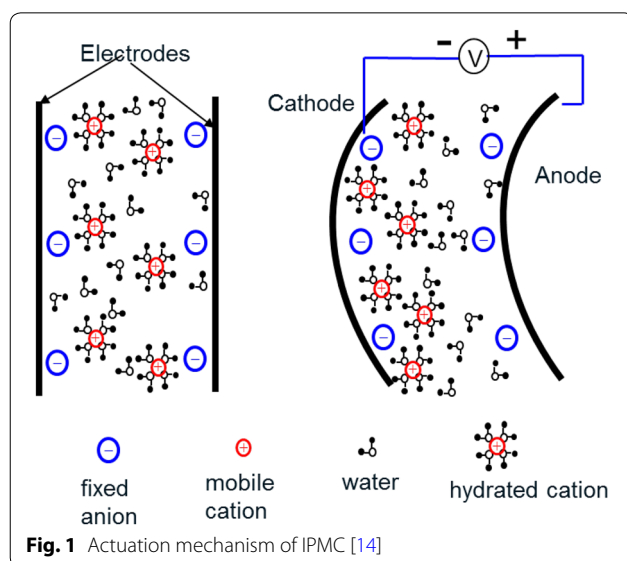 Electrodes
- V +
Cathode
Anode
fixed
anion
mobile
cation
water
hydrated cation
Fig. 1 Actuation mechanism of IPMC [14]